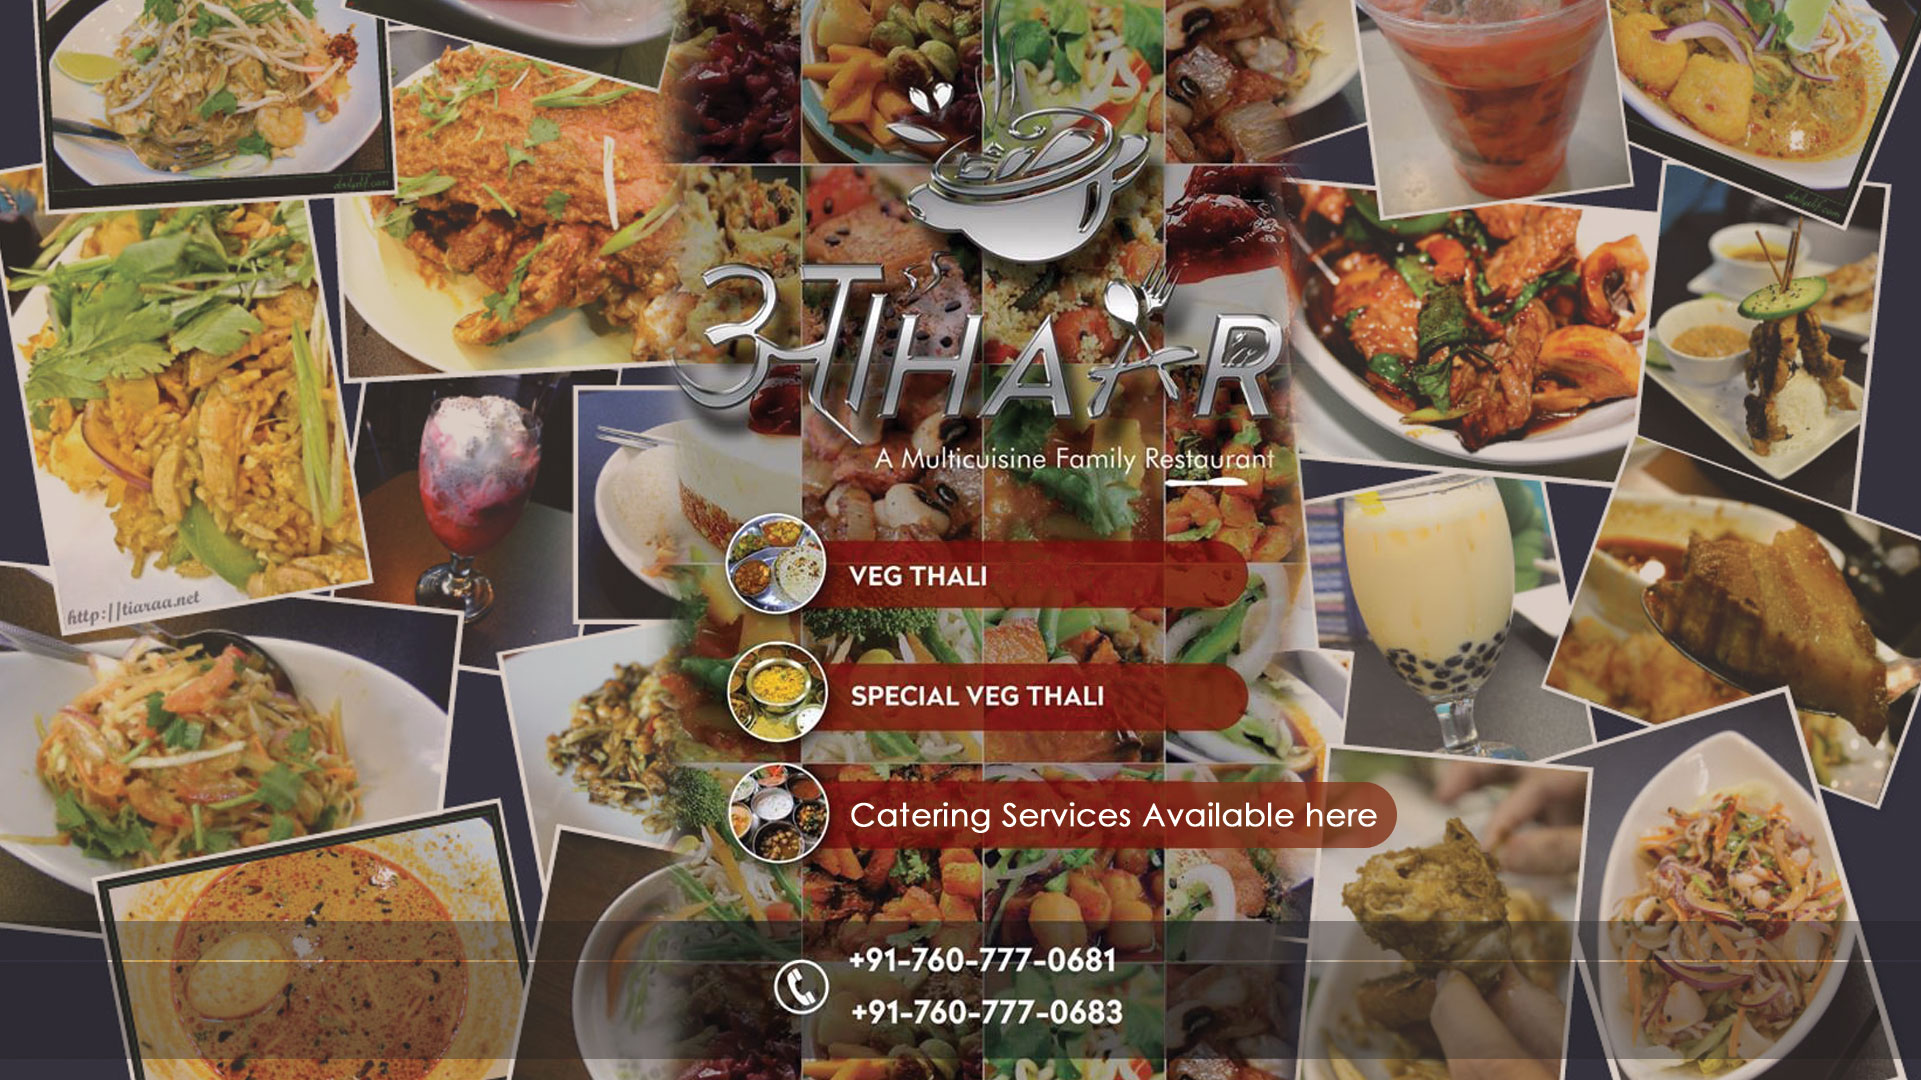 आHAAR
A Multicuisine Family Restaurant
VEG THALI
SPECIAL VEG THALI
Catering Services Available here
+91-760-777-0681
+91-760-777-0683
http://tiaraa.net